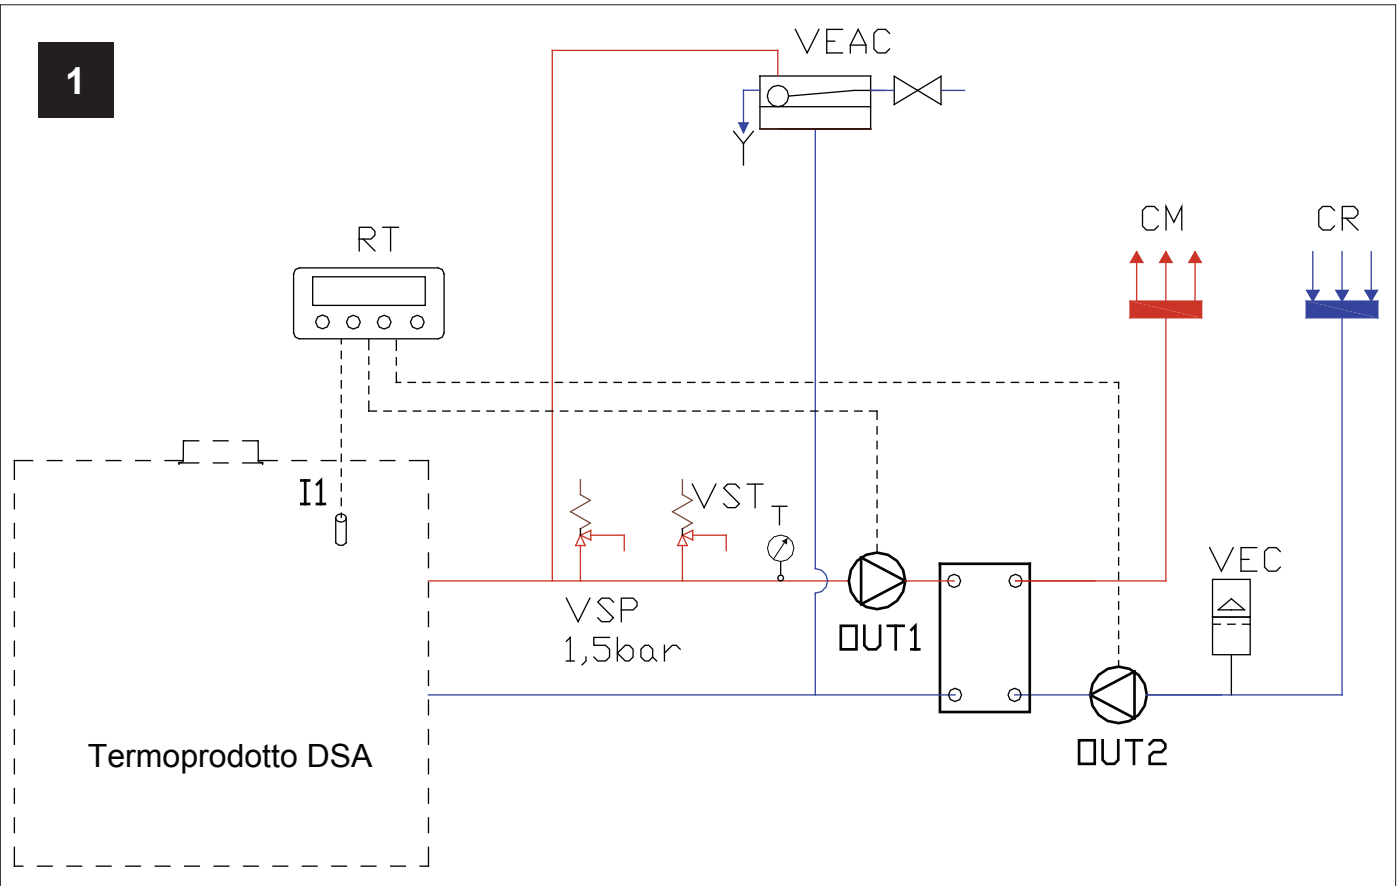 1
VEAC
RT
CM
CR
I1
VST
T
VSP
1,5bar
OUT1
VEC
OUT2
Termoprodotto DSA